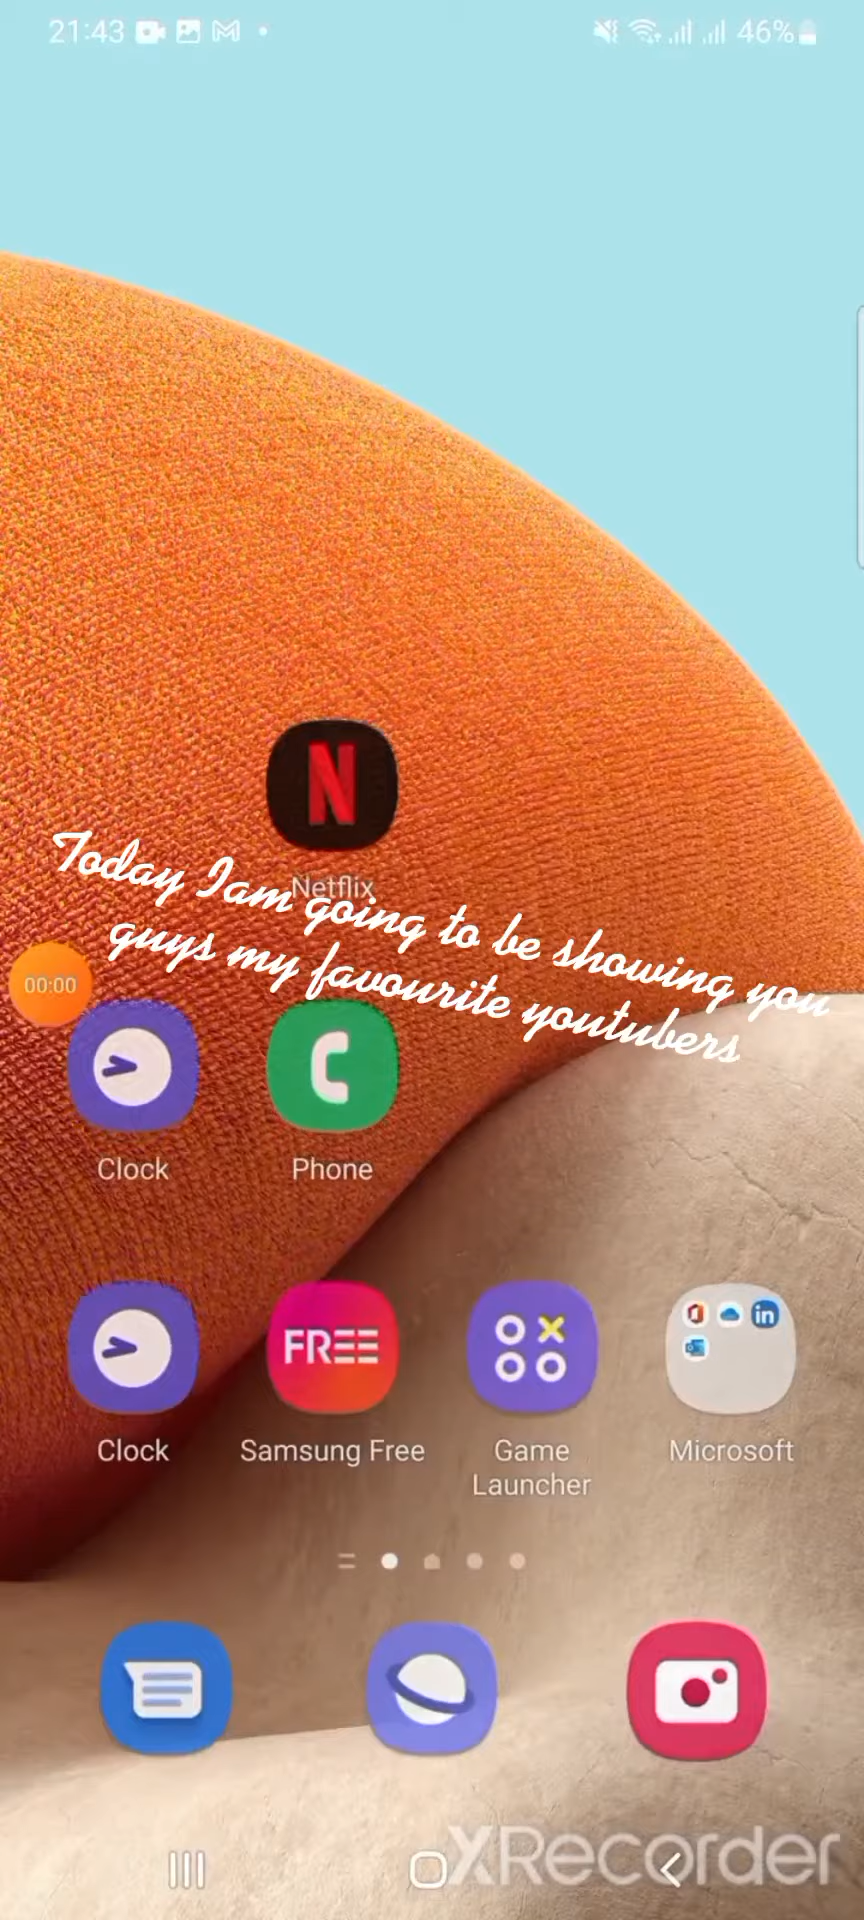 21:43
46%
N
Netflix
Today Iam going to be showing you
guys my favourite youtubers
00:00
Clock
Phone
FREE
in
Clock
Samsung Free
Game
Launcher
Microsoft
XRecorder